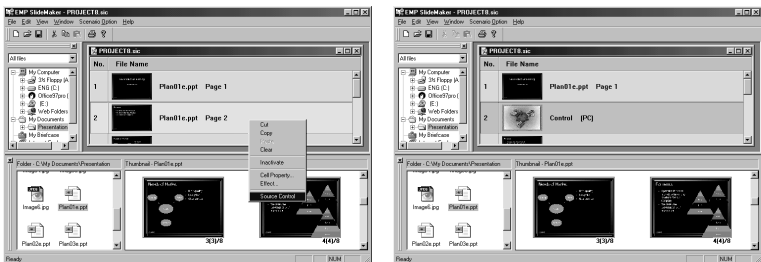 EMP SlideMaker - PROJECT8.sic
File Edit View Window Scenario Option Help
All files
My Computer
3½ Floppy (A
ENG (C:)
Office97pro (
(E:)
Web Folders
My Documents
Presentation
My Briefcase
PROJECT8.sic
No. File Name
1 Plan01e.ppt Page 1
2 Plan01e.ppt Page 2
Cut
Copy
Clear
Inactivate
Cell Property...
Effect...
Source Control
Folder - C:\My Documents\Presentation
Image6.jpg Plan01e.ppt
Plan02e.ppt Plan03e.ppt
Thumbnail - Plan01e.ppt
3(3)/8 4(4)/8
Ready NUM
EMP SlideMaker - PROJECT8.sic
File Edit View Window Scenario Option Help
All files
My Computer
3½ Floppy (A
ENG (C:)
Office97pro (
(E:)
Web Folders
My Documents
Presentation
My Briefcase
PROJECT8.sic
No. File Name
1 Plan01e.ppt Page 1
2 Control [PC]
Folder - C:\My Documents\Presentation
Image6.jpg Plan01e.ppt
Plan02e.ppt Plan03e.ppt
Thumbnail - Plan01e.ppt
3(3)/8 4(4)/8
Ready NUM